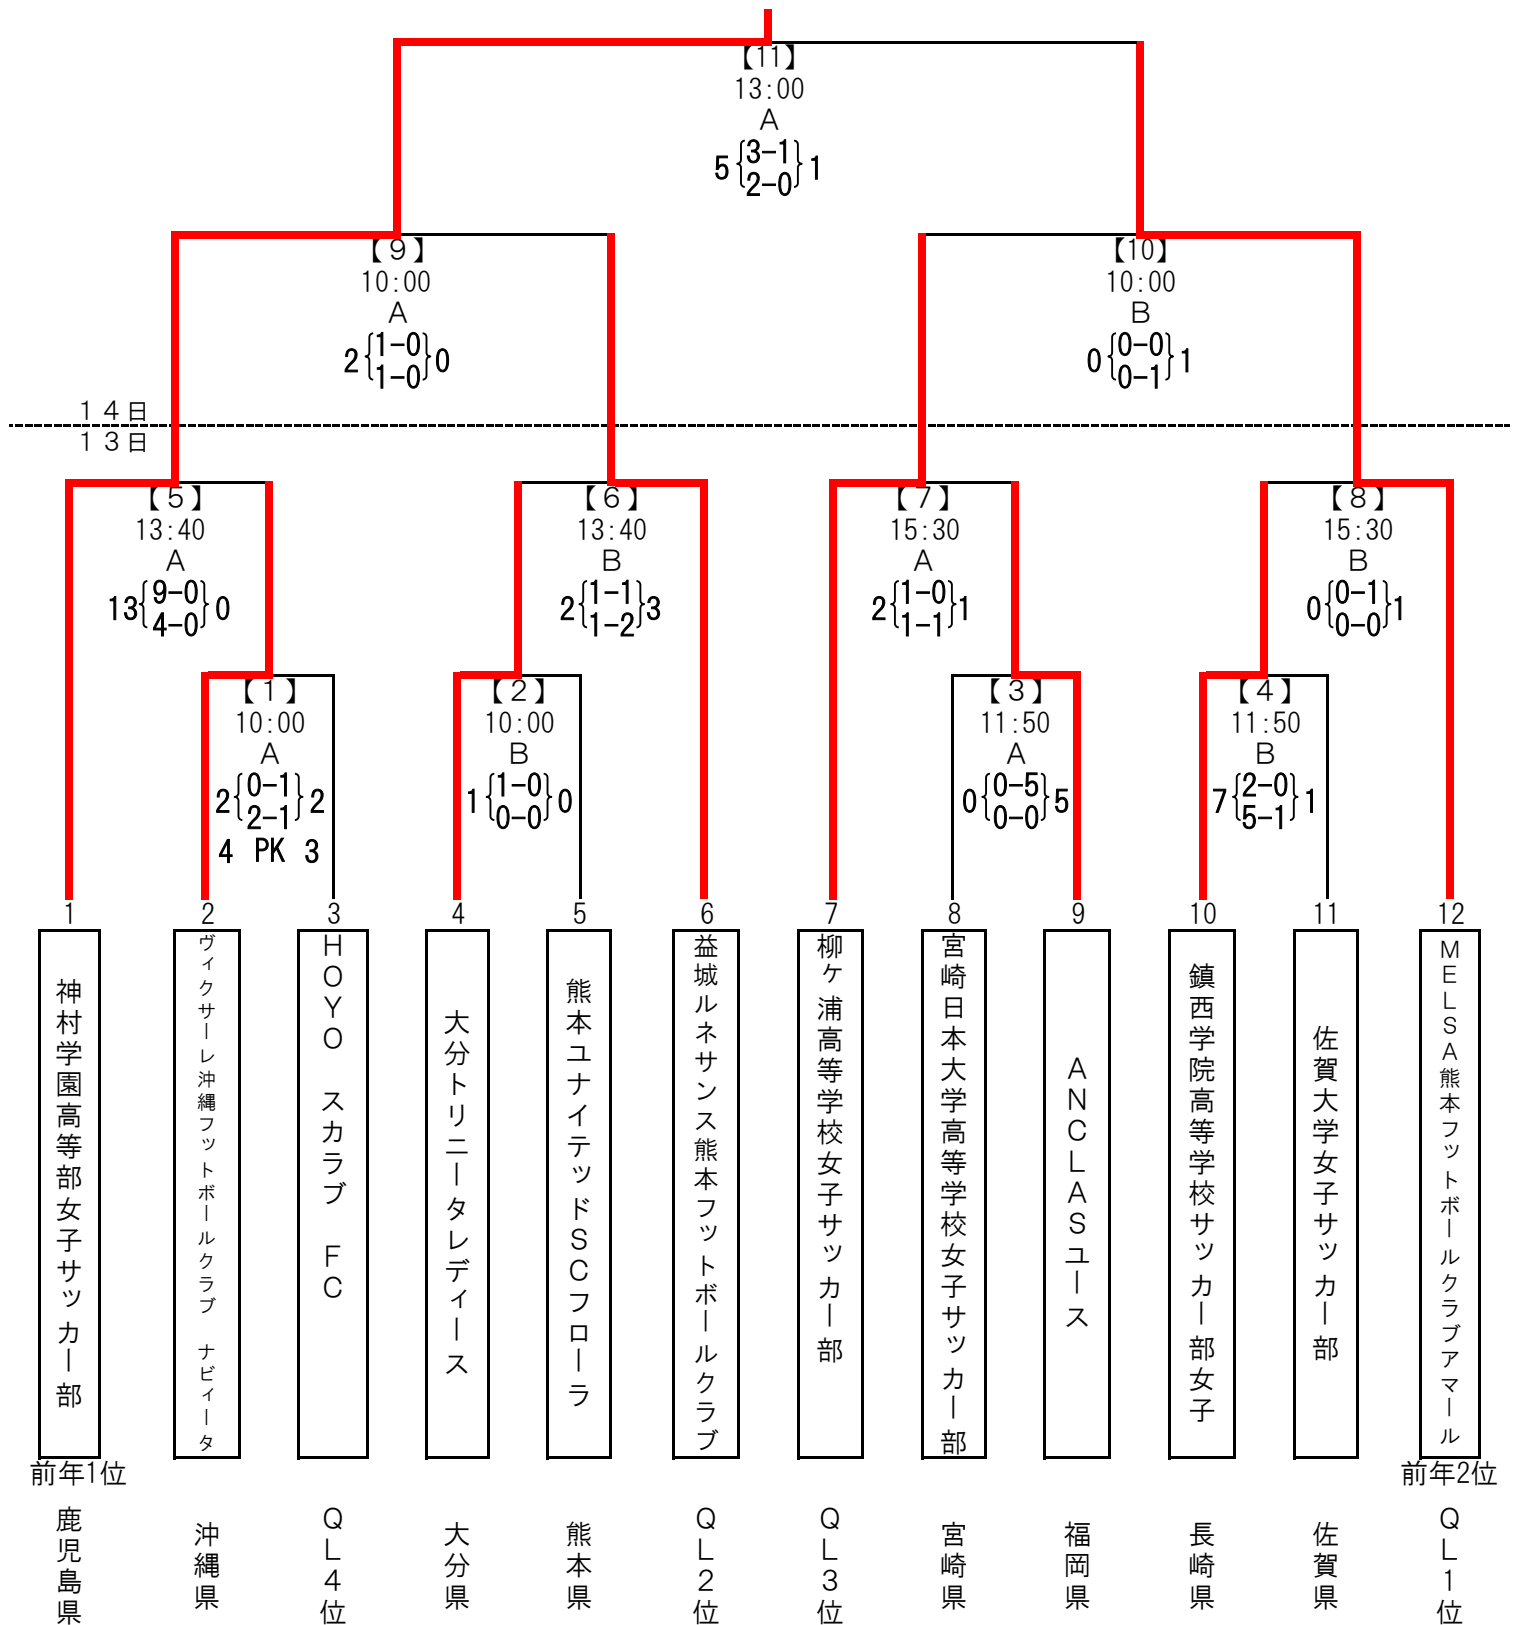 【11】
13:00
A
5 3-1 1
2-0
【9】
10:00
A
2 1-0 0
1-0
【10】
10:00
B
0 0-0 1
0-1
14日
13日
【5】
13:40
A
13 9-0 0
4-0
【6】
13:40
B
2 1-1 3
1-2
【7】
15:30
A
2 1-0 1
1-1
【8】
15:30
B
0 0-1 1
0-0
【1】
10:00
A
2 0-1 2
2-1
4 PK 3
【2】
10:00
B
1 1-0 0
0-0
【3】
11:50
A
0 0-5 5
0-0
【4】
11:50
B
7 2-0 1
5-1
1
神村学園高等部女子サッカー部
前年1位
鹿児島県
2
ヴィクサーレ沖縄フットボールクラブ ナビィータ
沖縄県
3
HOYO スカラブ FC
QL4位
4
大分トリニータレディース
大分県
5
熊本ユナイテッドSCフローラ
熊本県
6
益城ルネサンス熊本フットボールクラブ
QL2位
7
柳ケ浦高等学校女子サッカー部
QL3位
8
宮崎日本大学高等学校女子サッカー部
宮崎県
9
ANCLASユース
福岡県
10
鎮西学院高等学校サッカー部女子
長崎県
11
佐賀大学女子サッカー部
佐賀県
12
MELSA熊本フットボールクラブアマール
前年2位
QL1位